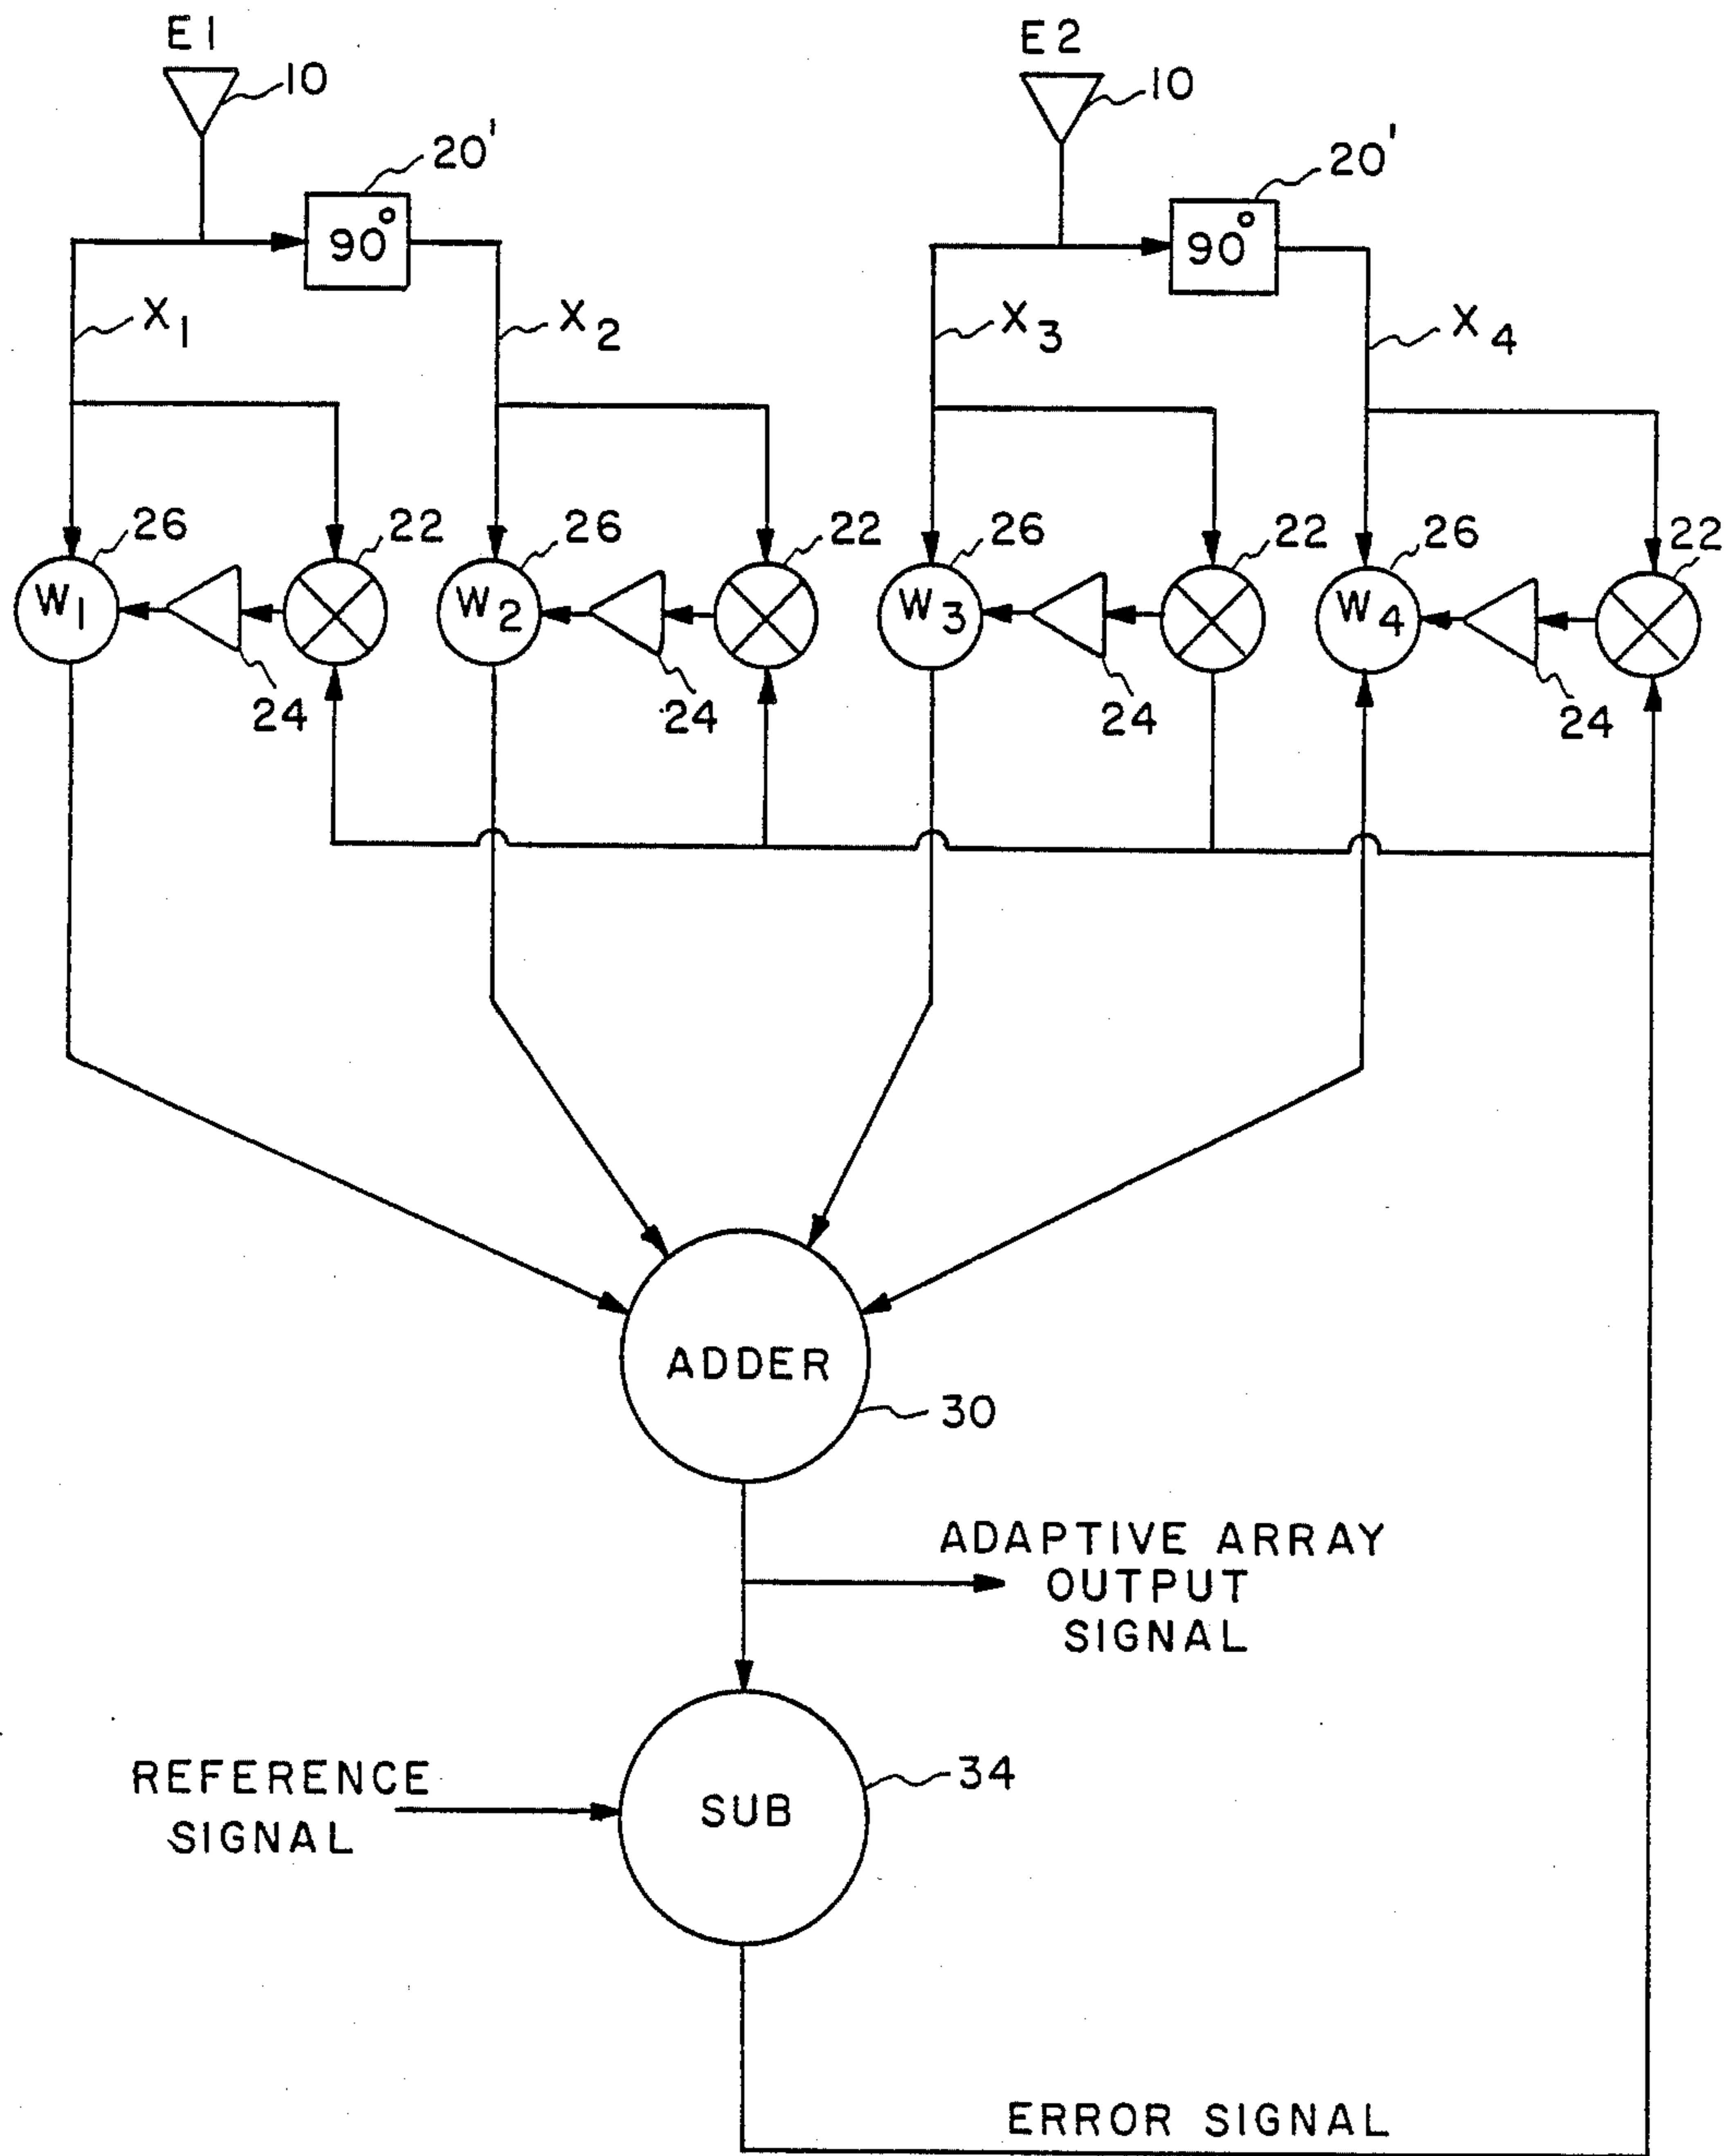 E1
E2
10
10
20'
20'
90°
90°
X1
X2
X3
X4
26
22
26
22
26
22
26
22
W1
W2
W3
W4
24
24
24
24
ADDER
30
ADAPTIVE ARRAY
OUTPUT
SIGNAL
REFERENCE
SIGNAL
34
SUB
ERROR SIGNAL